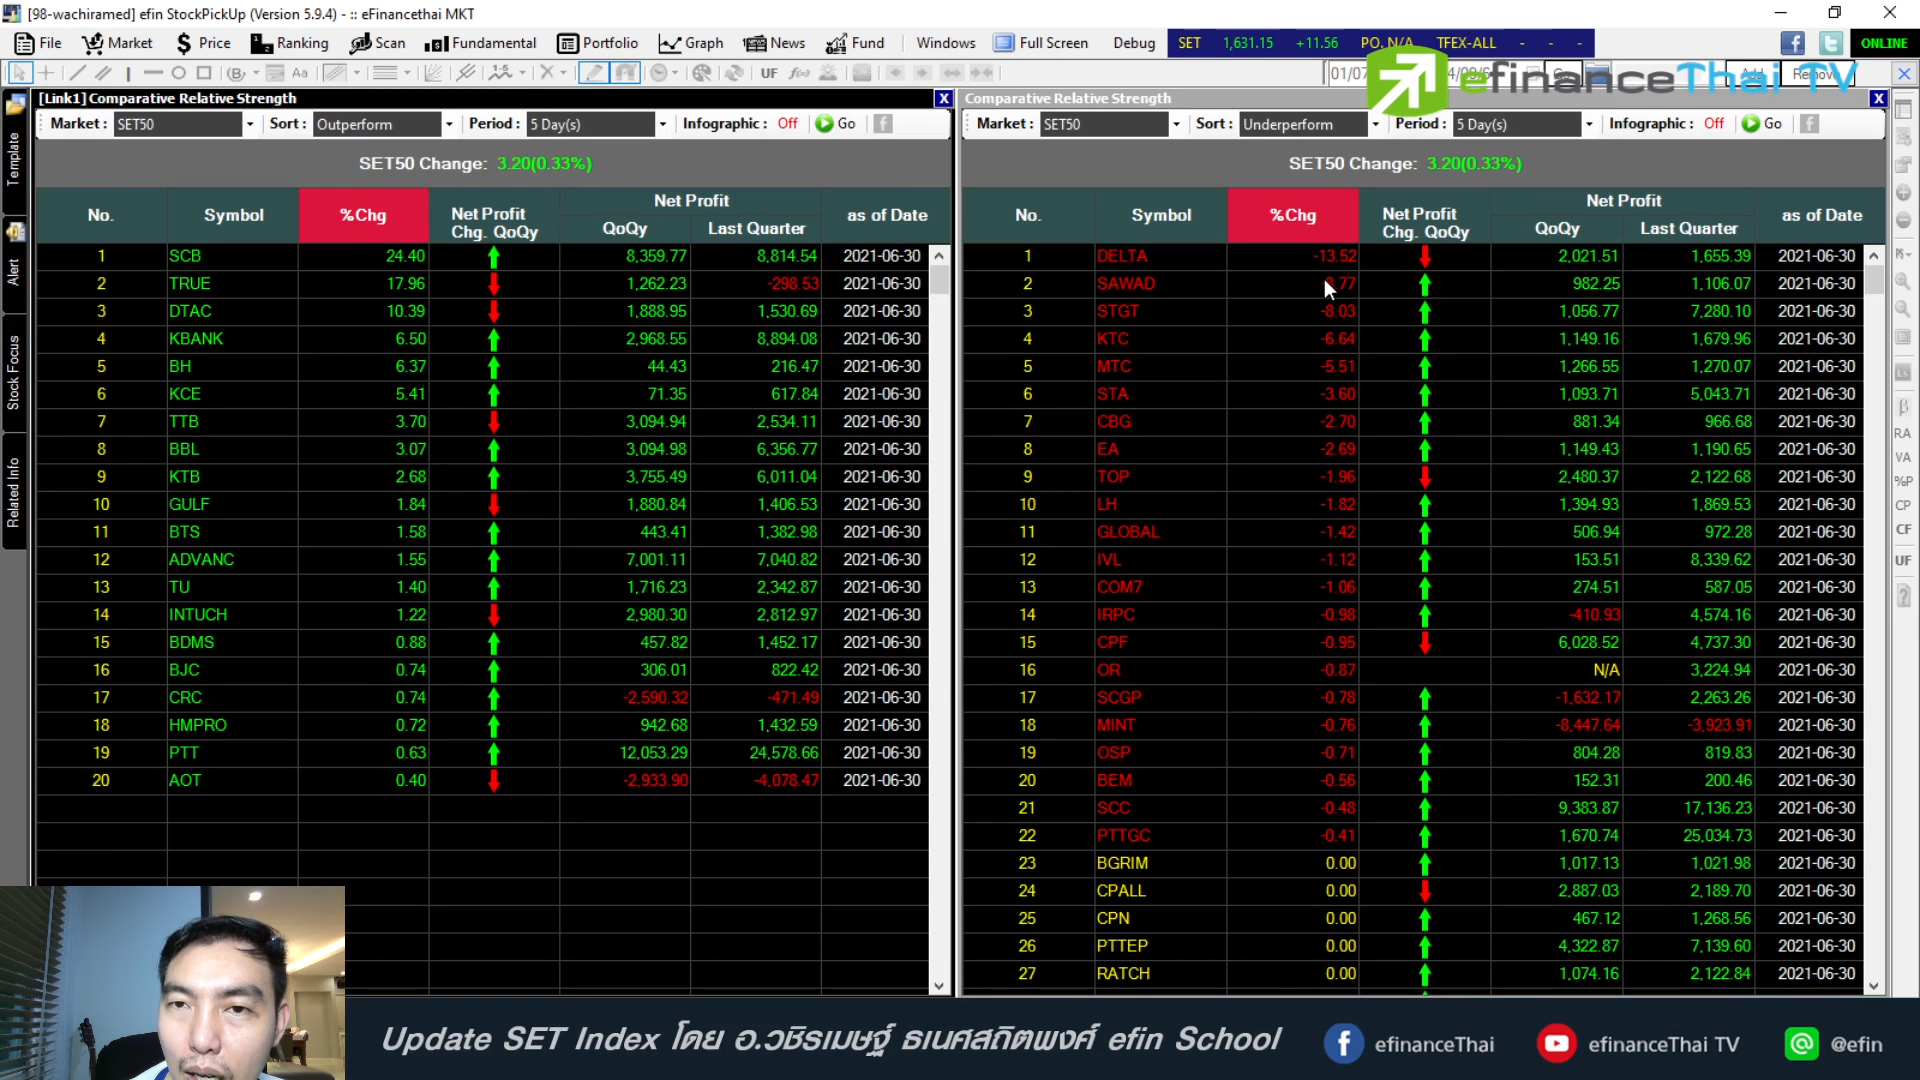 [98-wachiramed] efin StockPickUp (Version 5.9.4) - :: eFinancethai MKT
File Market Price Ranking Scan Fundamental Portfolio Graph News Fund Windows Full Screen Debug SET 1,631.15 +11.56 PO. N/A TFEX-ALL - - - ONLINE
efinanceThai TV
[Link1] Comparative Relative Strength
Market : SET50 Sort : Outperform Period : 5 Day(s) Infographic : Off Go
SET50 Change: 3.20(0.33%)
No. Symbol %Chg Net Profit Chg. QoQy Net Profit QoQy Last Quarter as of Date
1 SCB 24.40 8,359.77 8,814.54 2021-06-30
2 TRUE 17.96 1,262.23 -298.53 2021-06-30
3 DTAC 10.39 1,888.95 1,530.69 2021-06-30
4 KBANK 6.50 2,968.55 8,894.08 2021-06-30
5 BH 6.37 44.43 216.47 2021-06-30
6 KCE 5.41 71.35 617.84 2021-06-30
7 TTB 3.70 3,094.94 2,534.11 2021-06-30
8 BBL 3.07 3,094.98 6,356.77 2021-06-30
9 KTB 2.68 3,755.49 6,011.04 2021-06-30
10 GULF 1.84 1,880.84 1,406.53 2021-06-30
11 BTS 1.58 443.41 1,382.98 2021-06-30
12 ADVANC 1.55 7,001.11 7,040.82 2021-06-30
13 TU 1.40 1,716.23 2,342.87 2021-06-30
14 INTUCH 1.22 2,980.30 2,812.97 2021-06-30
15 BDMS 0.88 457.82 1,452.17 2021-06-30
16 BJC 0.74 306.01 822.42 2021-06-30
17 CRC 0.74 -2,590.32 -471.49 2021-06-30
18 HMPRO 0.72 942.68 1,432.59 2021-06-30
19 PTT 0.63 12,053.29 24,578.66 2021-06-30
20 AOT 0.40 -2,933.90 -4,078.47 2021-06-30
Comparative Relative Strength
Market : SET50 Sort : Underperform Period : 5 Day(s) Infographic : Off Go
SET50 Change: 3.20(0.33%)
No. Symbol %Chg Net Profit Chg. QoQy Net Profit QoQy Last Quarter as of Date
1 DELTA -13.52 2,021.51 1,655.39 2021-06-30
2 SAWAD 982.25 1,106.07 2021-06-30
3 STGT -8.03 1,056.77 7,280.10 2021-06-30
4 KTC -6.64 1,149.16 1,679.96 2021-06-30
5 MTC -5.51 1,266.55 1,270.07 2021-06-30
6 STA -3.60 1,093.71 5,043.71 2021-06-30
7 CBG -2.70 881.34 966.68 2021-06-30
8 EA -2.69 1,149.43 1,190.65 2021-06-30
9 TOP -1.96 2,480.37 2,122.68 2021-06-30
10 LH -1.82 1,394.93 1,869.53 2021-06-30
11 GLOBAL -1.42 506.94 972.28 2021-06-30
12 IVL -1.12 153.51 8,339.62 2021-06-30
13 COM7 -1.06 274.51 587.05 2021-06-30
14 IRPC -0.98 -410.93 4,574.16 2021-06-30
15 CPF -0.95 6,028.52 4,737.30 2021-06-30
16 OR -0.87 N/A 3,224.94 2021-06-30
17 SCGP -0.78 -1,632.17 2,263.26 2021-06-30
18 MINT -0.76 -8,447.64 -3,923.91 2021-06-30
19 OSP -0.71 804.28 819.83 2021-06-30
20 BEM -0.56 152.31 200.46 2021-06-30
21 SCC -0.48 9,383.87 17,136.23 2021-06-30
22 PTTGC -0.41 1,670.74 25,034.73 2021-06-30
23 BGRIM 0.00 1,017.13 1,021.98 2021-06-30
24 CPALL 0.00 2,887.03 2,189.70 2021-06-30
25 CPN 0.00 467.12 1,268.56 2021-06-30
26 PTTEP 0.00 4,322.87 7,139.60 2021-06-30
27 RATCH 0.00 1,074.16 2,122.84 2021-06-30
Template
Alert
Stock Focus
Related Info
RA
VA
%P
CP
CF
UF
Update SET Index โดย อ.วชิรเมษฐ์ ธเนศสถิตพงศ์ efin School
efinanceThai
efinanceThai TV
@efin